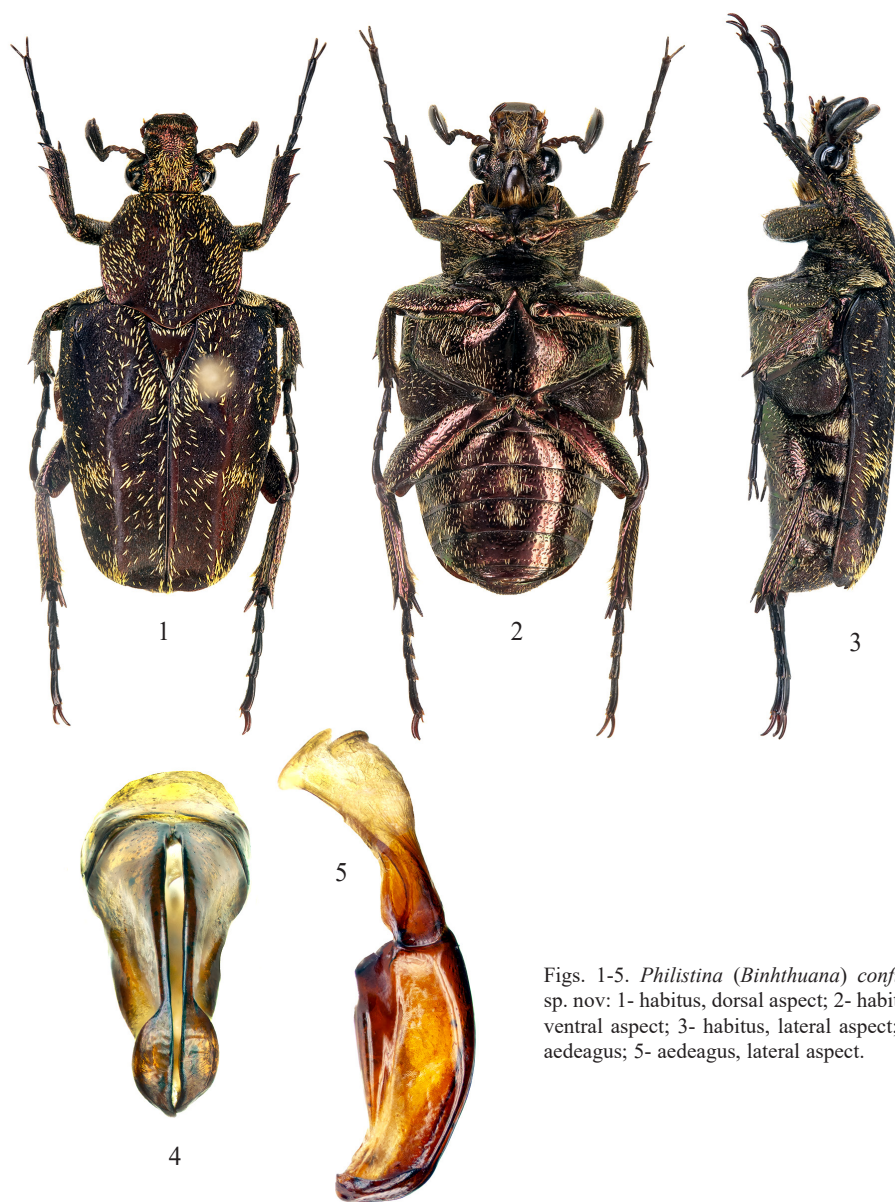 1
2
3
4
5
Figs. 1-5. Philistina (Binhthuana)
sp. nov: 1- habitus, dorsal aspect; 2-
ventral aspect; 3- habitus, lateral aspect;
aedeagus; 5- aedeagus, lateral aspect.